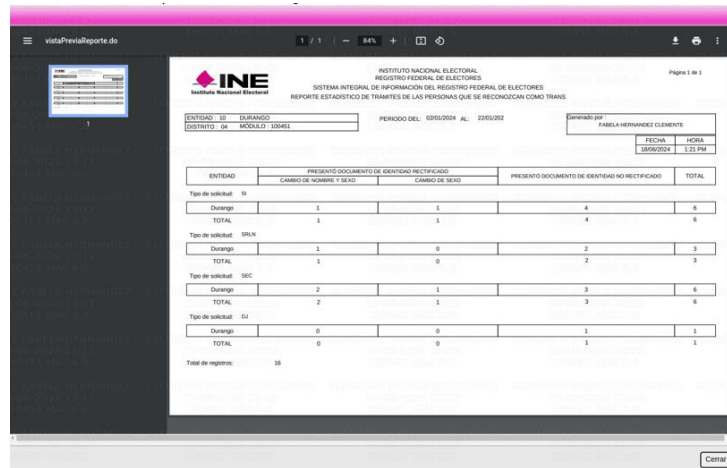 vistaPreviaReporte.do
1 / 1
84%
1
INE
Instituto Nacional Electoral
INSTITUTO NACIONAL ELECTORAL
REGISTRO FEDERAL DE ELECTORES
SISTEMA INTEGRAL DE INFORMACIÓN DEL REGISTRO FEDERAL DE ELECTORES
REPORTE ESTADÍSTICO DE TRÁMITES DE LAS PERSONAS QUE SE RECONOZCAN COMO TRANS
Página 1 de 1
ENTIDAD : 10 DURANGO
DISTRITO : 04 MÓDULO : 100451
PERIODO DEL: 02/01/2024 AL: 22/01/202
Generado por :
FABELA HERNANDEZ CLEMENTE
FECHA HORA
18/06/2024 1:21 PM
ENTIDAD PRESENTÓ DOCUMENTO DE IDENTIDAD RECTIFICADO PRESENTÓ DOCUMENTO DE IDENTIDAD NO RECTIFICADO TOTAL
CAMBIO DE NOMBRE Y SEXO CAMBIO DE SEXO
Tipo de solicitud: SI
Durango 1 1 4 6
TOTAL 1 1 4 6
Tipo de solicitud: SRLN
Durango 1 0 2 3
TOTAL 1 0 2 3
Tipo de solicitud: SEC
Durango 2 1 3 6
TOTAL 2 1 3 6
Tipo de solicitud: DJ
Durango 0 0 1 1
TOTAL 0 0 1 1
Total de registros: 16
Cerrar